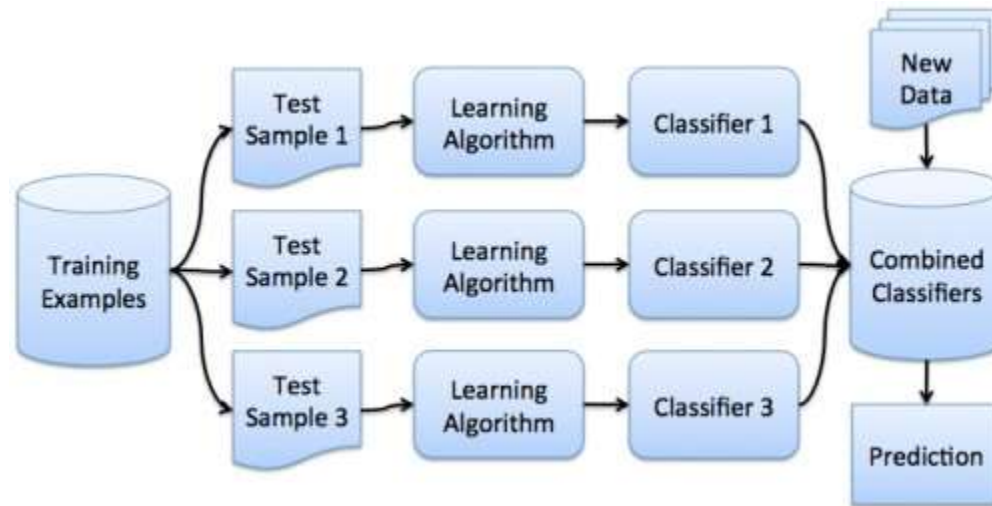 Training
Examples
Test
Sample 1
Learning
Algorithm
Classifier 1
Test
Sample 2
Learning
Algorithm
Classifier 2
Test
Sample 3
Learning
Algorithm
Classifier 3
New
Data
Combined
Classifiers
Prediction